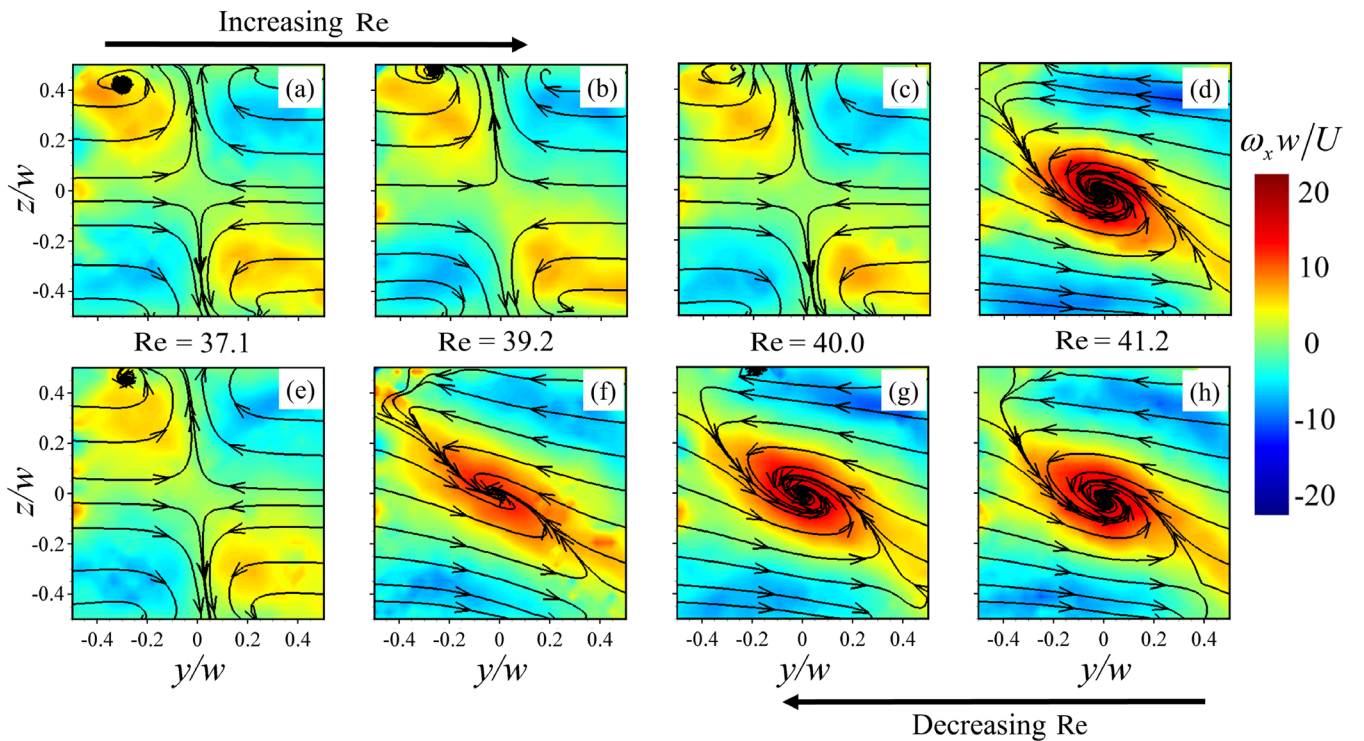 Increasing Re
(a) (b) (c) (d)
z/w
0.4
0.2
0
-0.2
-0.4
ωₓw/U
20
10
0
-10
-20
Re = 37.1 Re = 39.2 Re = 40.0 Re = 41.2
(e) (f) (g) (h)
z/w
0.4
0.2
0
-0.2
-0.4
-0.4 -0.2 0 0.2 0.4 -0.4 -0.2 0 0.2 0.4 -0.4 -0.2 0 0.2 0.4 -0.4 -0.2 0 0.2 0.4
y/w y/w y/w y/w
Decreasing Re